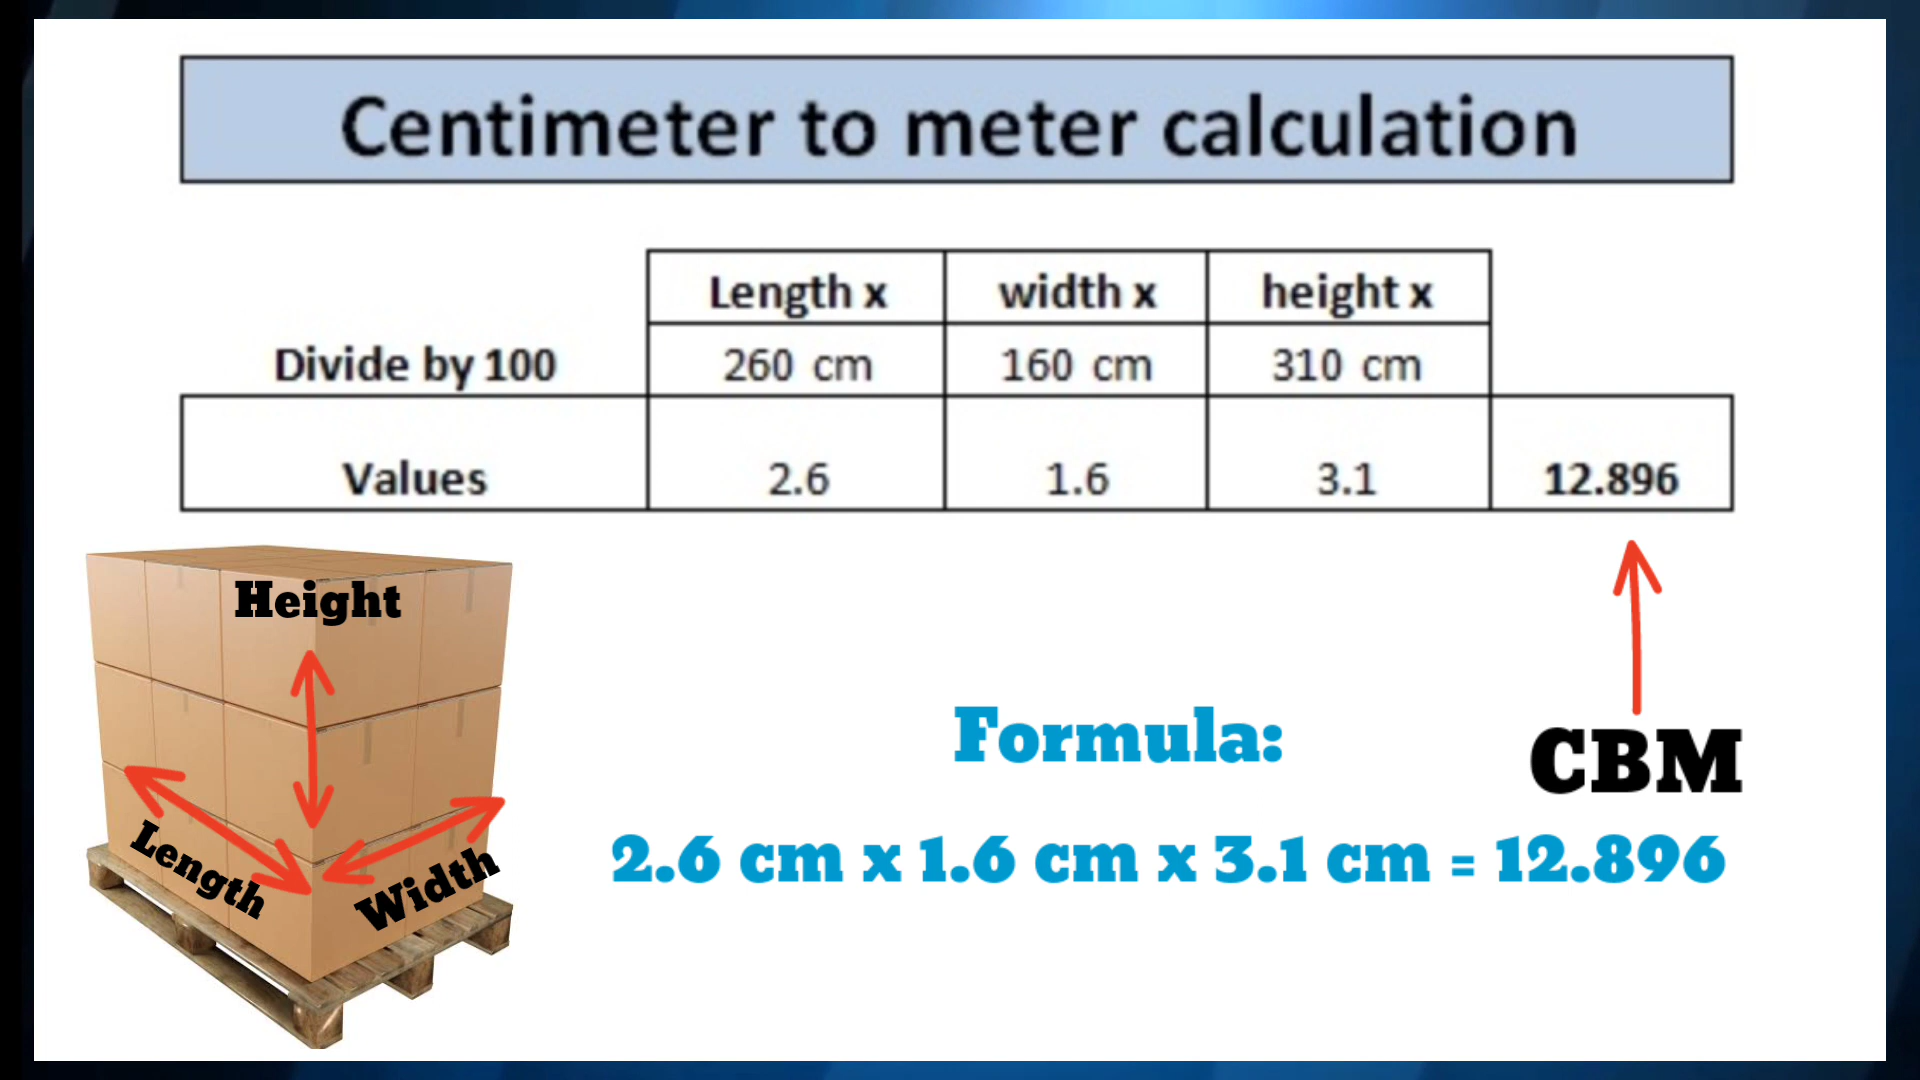 Centimeter to meter calculation
Length x width x height x
Divide by 100 260 cm 160 cm 310 cm
Values 2.6 1.6 3.1 12.896
Height
Length
Width
Formula:
CBM
2.6 cm x 1.6 cm x 3.1 cm = 12.896